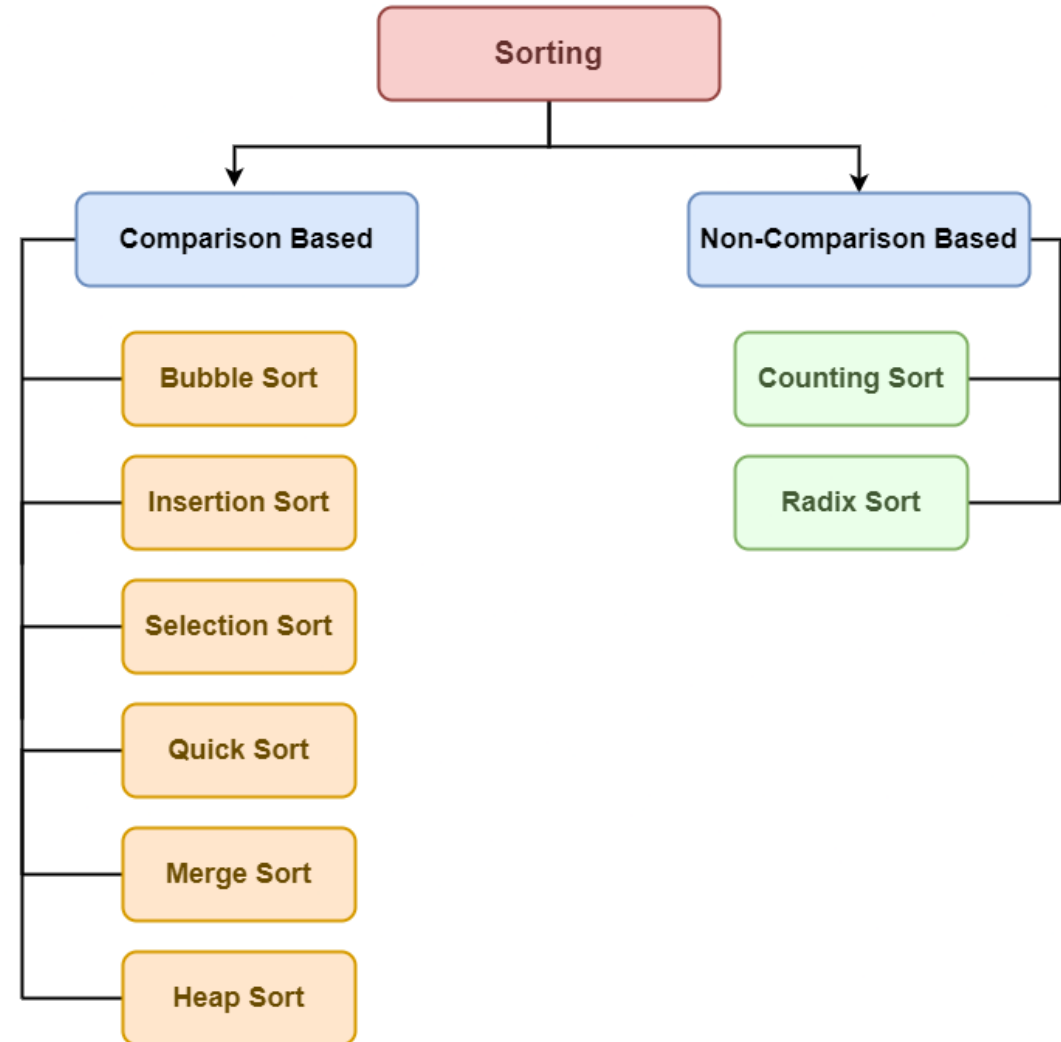 Sorting
Comparison Based
Non-Comparison Based
Bubble Sort
Counting Sort
Insertion Sort
Radix Sort
Selection Sort
Quick Sort
Merge Sort
Heap Sort